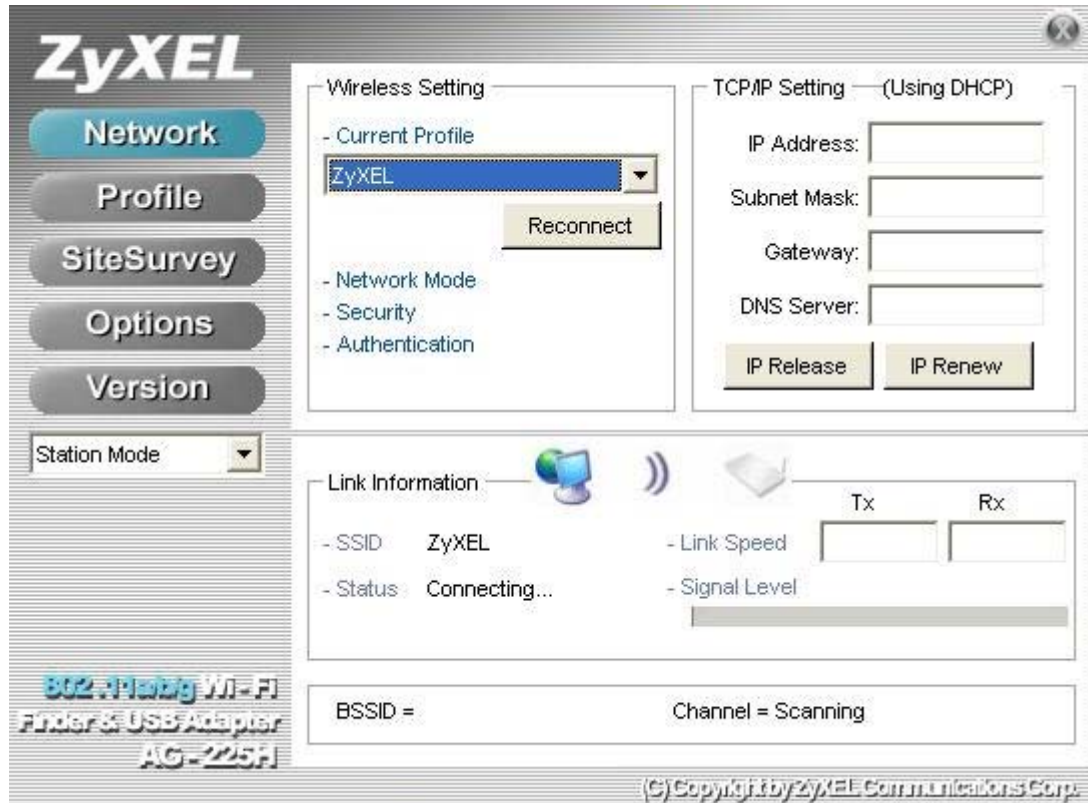 ZyXEL
Network
Profile
SiteSurvey
Options
Version
Station Mode
802.11a/b/g Wi-Fi
Finder & USB Adapter
AG-225H
Wireless Setting
- Current Profile
ZyXEL
Reconnect
- Network Mode
- Security
- Authentication
TCP/IP Setting (Using DHCP)
IP Address:
Subnet Mask:
Gateway:
DNS Server:
IP Release IP Renew
Link Information
Tx Rx
- SSID ZyXEL - Link Speed
- Status Connecting... - Signal Level
BSSID = Channel = Scanning
(C) Copyright by ZyXEL Communications Corp.